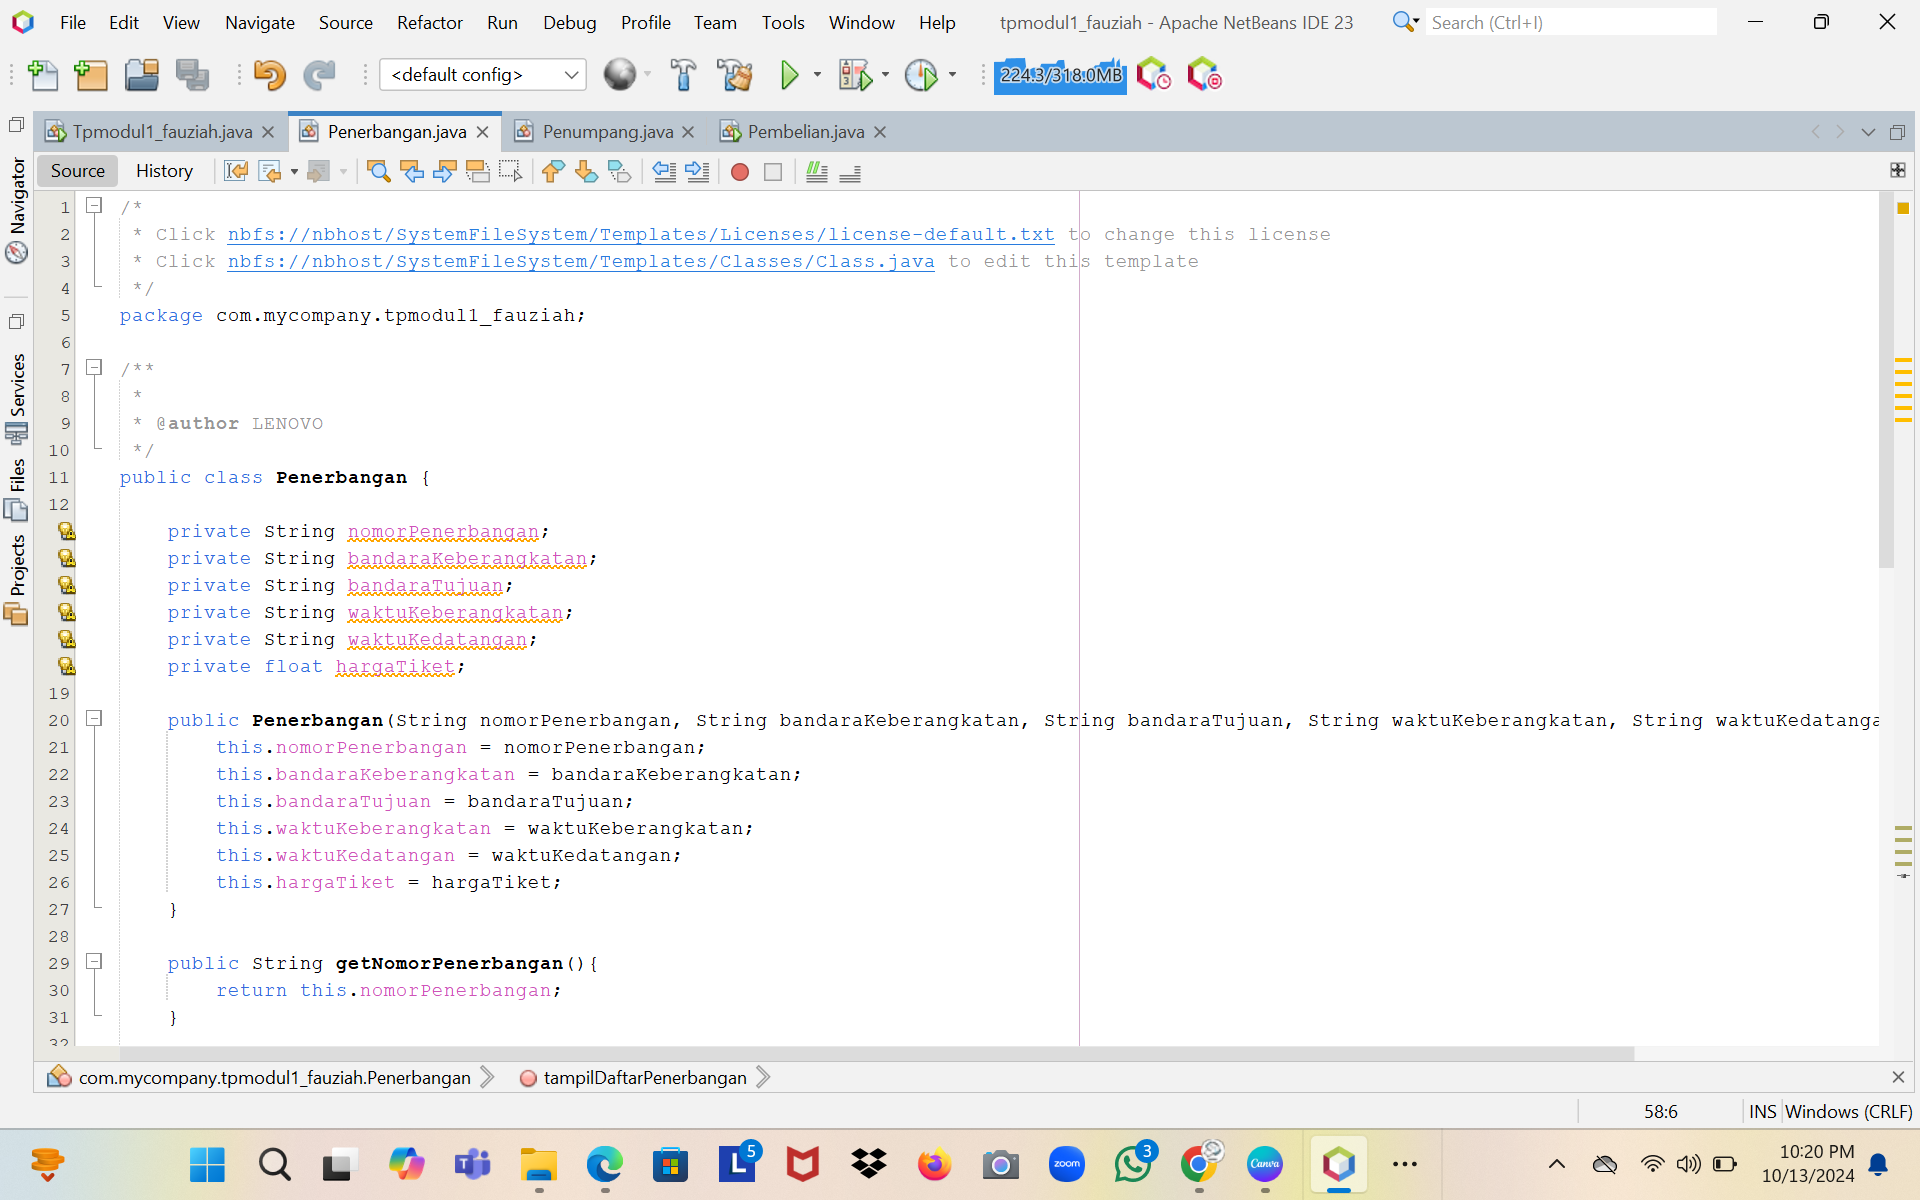 File Edit View Navigate Source Refactor Run Debug Profile Team Tools Window Help tpmodul1_fauziah - Apache NetBeans IDE 23 Search (Ctrl+I)
<default config> 224.3/318.0MB
Tpmodul1_fauziah.java Penerbangan.java Penumpang.java Pembelian.java
Source History
Navigator
Services
Files
Projects
1 /*
2 * Click nbfs://nbhost/SystemFileSystem/Templates/Licenses/license-default.txt to change this license
3 * Click nbfs://nbhost/SystemFileSystem/Templates/Classes/Class.java to edit this template
4 */
5 package com.mycompany.tpmodul1_fauziah;
6
7 /**
8 *
9 * @author LENOVO
10 */
11 public class Penerbangan {
12
private String nomorPenerbangan;
private String bandaraKeberangkatan;
private String bandaraTujuan;
private String waktuKeberangkatan;
private String waktuKedatangan;
private float hargaTiket;
19
20 public Penerbangan(String nomorPenerbangan, String bandaraKeberangkatan, String bandaraTujuan, String waktuKeberangkatan, String waktuKedatanga
21 this.nomorPenerbangan = nomorPenerbangan;
22 this.bandaraKeberangkatan = bandaraKeberangkatan;
23 this.bandaraTujuan = bandaraTujuan;
24 this.waktuKeberangkatan = waktuKeberangkatan;
25 this.waktuKedatangan = waktuKedatangan;
26 this.hargaTiket = hargaTiket;
27 }
28
29 public String getNomorPenerbangan(){
30 return this.nomorPenerbangan;
31 }
32
com.mycompany.tpmodul1_fauziah.Penerbangan tampilDaftarPenerbangan
58:6 INS Windows (CRLF)
5 zoom 3 Canva 10:20 PM
10/13/2024